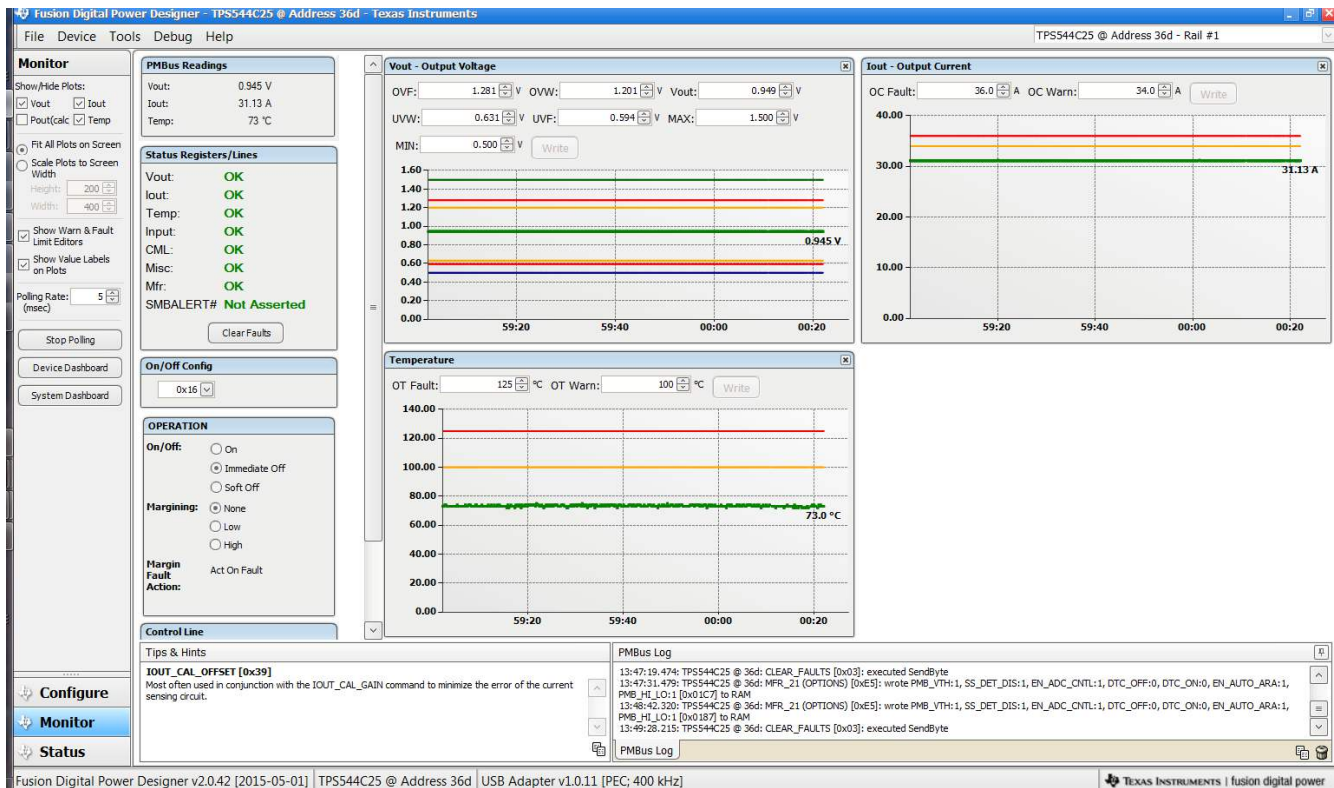 Fusion Digital Power Designer - TPS544C25 @ Address 36d - Texas Instruments
File Device Tools Debug Help
TPS544C25 @ Address 36d - Rail #1
Monitor
Show/Hide Plots:
Vout Iout
Pout(calc Temp
Fit All Plots on Screen
Scale Plots to Screen
Width
Height: 200
Width: 400
Show Warn & Fault
Limit Editors
Show Value Labels
on Plots
Polling Rate: 5
(msec)
Stop Polling
Device Dashboard
System Dashboard
Configure
Monitor
Status
PMBus Readings
Vout: 0.945 V
Iout: 31.13 A
Temp: 73 °C
Status Registers/Lines
Vout: OK
Iout: OK
Temp: OK
Input: OK
CML: OK
Misc: OK
Mfr: OK
SMBALERT# Not Asserted
Clear Faults
On/Off Config
0x16
OPERATION
On/Off: On
Immediate Off
Soft Off
Margining: None
Low
High
Margin
Fault Act On Fault
Action:
Control Line
Vout - Output Voltage
OVF: 1.281 V OVW: 1.201 V Vout: 0.949 V
UVW: 0.631 V UVF: 0.594 V MAX: 1.500 V
MIN: 0.500 V Write
1.60
1.40
1.20
1.00
0.80
0.945 V
0.60
0.40
0.20
0.00
59:20 59:40 00:00 00:20
Iout - Output Current
OC Fault: 36.0 A OC Warn: 34.0 A Write
40.00
30.00
31.13 A
20.00
10.00
0.00
59:20 59:40 00:00 00:20
Temperature
OT Fault: 125 °C OT Warn: 100 °C Write
140.00
120.00
100.00
80.00
73.0 °C
60.00
40.00
20.00
0.00
59:20 59:40 00:00 00:20
Tips & Hints
IOUT_CAL_OFFSET [0x39]
Most often used in conjunction with the IOUT_CAL_GAIN command to minimize the error of the current
sensing circuit.
PMBus Log
13:47:19.474: TPS544C25 @ 36d: CLEAR_FAULTS [0x03]: executed SendByte
13:47:31.479: TPS544C25 @ 36d: MFR_21 (OPTIONS) [0xE5]: wrote PMB_VTH:1, SS_DET_DIS:1, EN_ADC_CNTL:1, DTC_OFF:0, DTC_ON:0, EN_AUTO_ARA:1,
PMB_HI_LO:1 [0x01C7] to RAM
13:48:42.320: TPS544C25 @ 36d: MFR_21 (OPTIONS) [0xE5]: wrote PMB_VTH:1, SS_DET_DIS:1, EN_ADC_CNTL:1, DTC_OFF:0, DTC_ON:0, EN_AUTO_ARA:1,
PMB_HI_LO:1 [0x0187] to RAM
13:49:28.215: TPS544C25 @ 36d: CLEAR_FAULTS [0x03]: executed SendByte
PMBus Log
Fusion Digital Power Designer v2.0.42 [2015-05-01] TPS544C25 @ Address 36d USB Adapter v1.0.11 [PEC; 400 kHz]
TEXAS INSTRUMENTS | fusion digital power